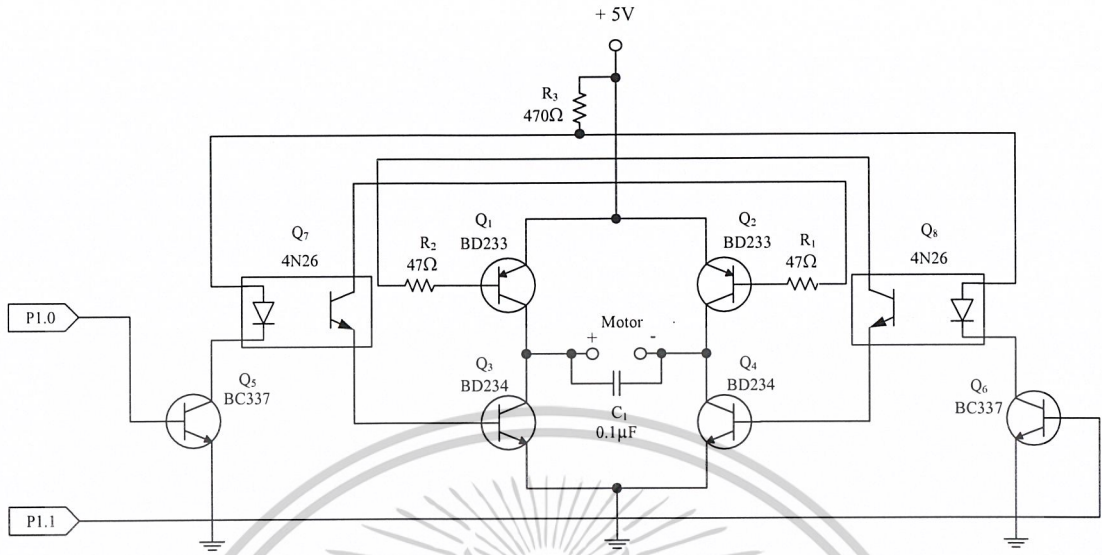 + 5V
R₃
470Ω
Q₇
4N26
Q₁
BD233
R₂
47Ω
Q₂
BD233
R₁
47Ω
Q₈
4N26
P1.0
Motor
+ -
Q₅
BC337
Q₃
BD234
C₁
0.1µF
Q₄
BD234
Q₆
BC337
P1.1